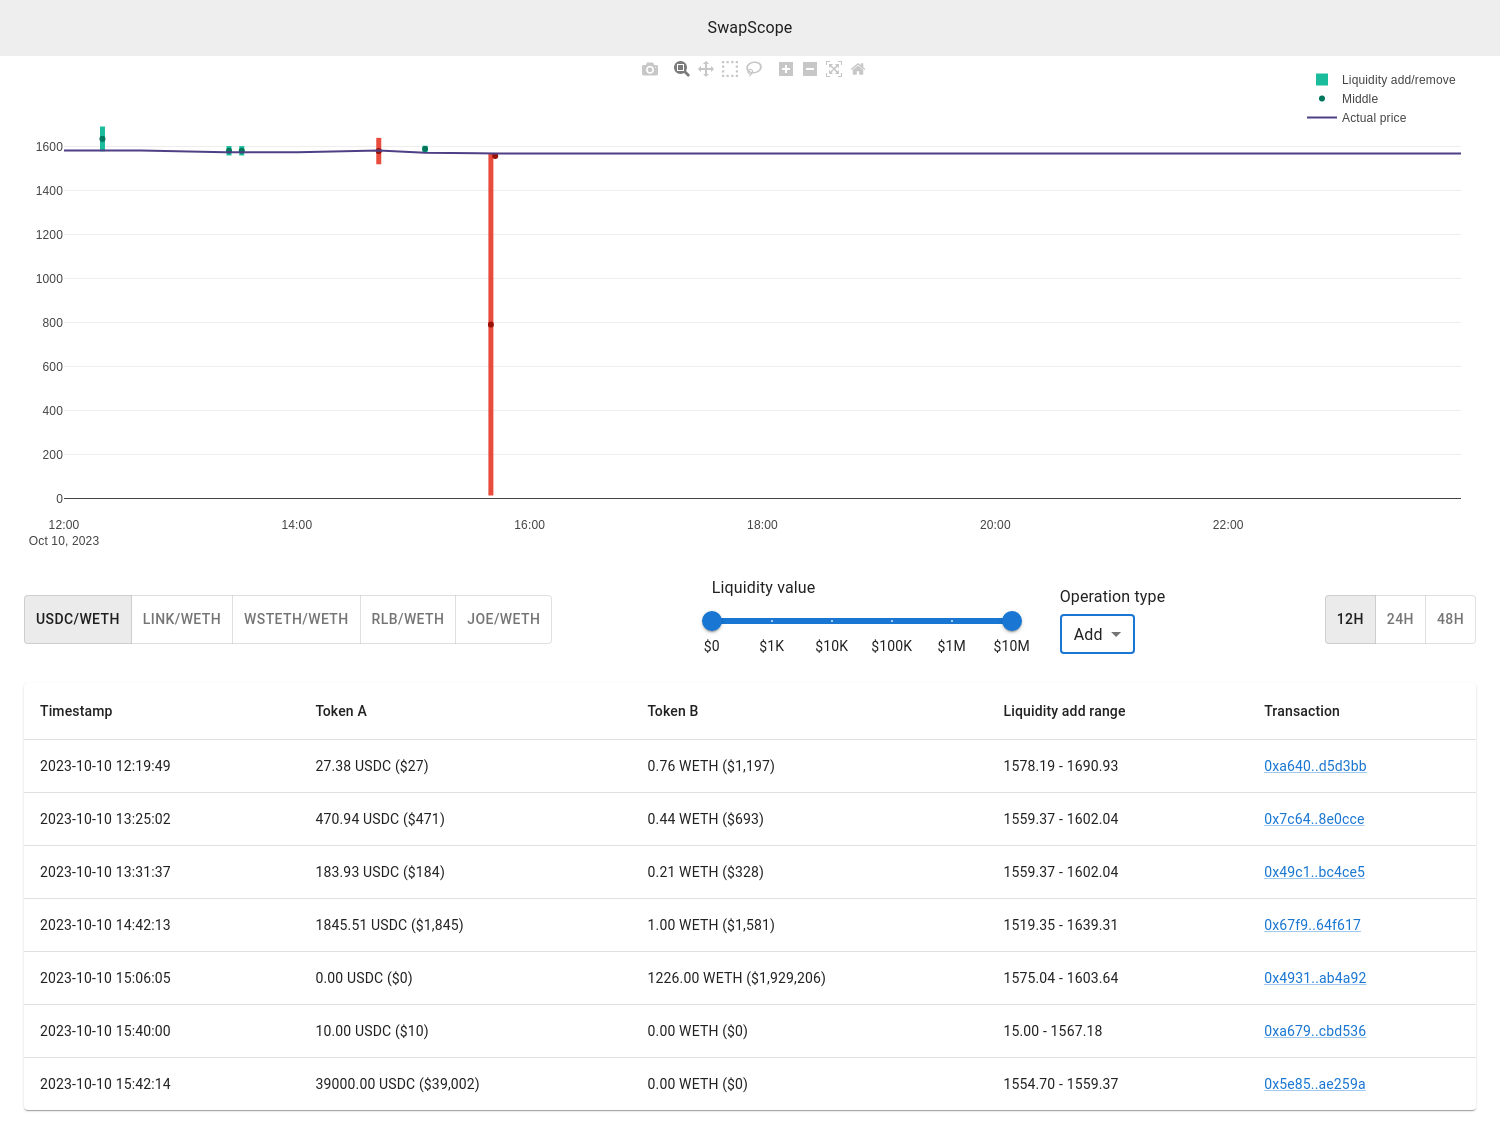 SwapScope
Liquidity add/remove
Middle
Actual price
1600
1400
1200
1000
800
600
400
200
0
12:00 14:00 16:00 18:00 20:00 22:00
Oct 10, 2023
Liquidity value
Operation type
USDC/WETH LINK/WETH WSTETH/WETH RLB/WETH JOE/WETH
Add
12H 24H 48H
$0 $1K $10K $100K $1M $10M
Timestamp Token A Token B Liquidity add range Transaction
2023-10-10 12:19:49 27.38 USDC ($27) 0.76 WETH ($1,197) 1578.19 - 1690.93 0xa640..d5d3bb
2023-10-10 13:25:02 470.94 USDC ($471) 0.44 WETH ($693) 1559.37 - 1602.04 0x7c64..8e0cce
2023-10-10 13:31:37 183.93 USDC ($184) 0.21 WETH ($328) 1559.37 - 1602.04 0x49c1..bc4ce5
2023-10-10 14:42:13 1845.51 USDC ($1,845) 1.00 WETH ($1,581) 1519.35 - 1639.31 0x67f9..64f617
2023-10-10 15:06:05 0.00 USDC ($0) 1226.00 WETH ($1,929,206) 1575.04 - 1603.64 0x4931..ab4a92
2023-10-10 15:40:00 10.00 USDC ($10) 0.00 WETH ($0) 15.00 - 1567.18 0xa679..cbd536
2023-10-10 15:42:14 39000.00 USDC ($39,002) 0.00 WETH ($0) 1554.70 - 1559.37 0x5e85..ae259a